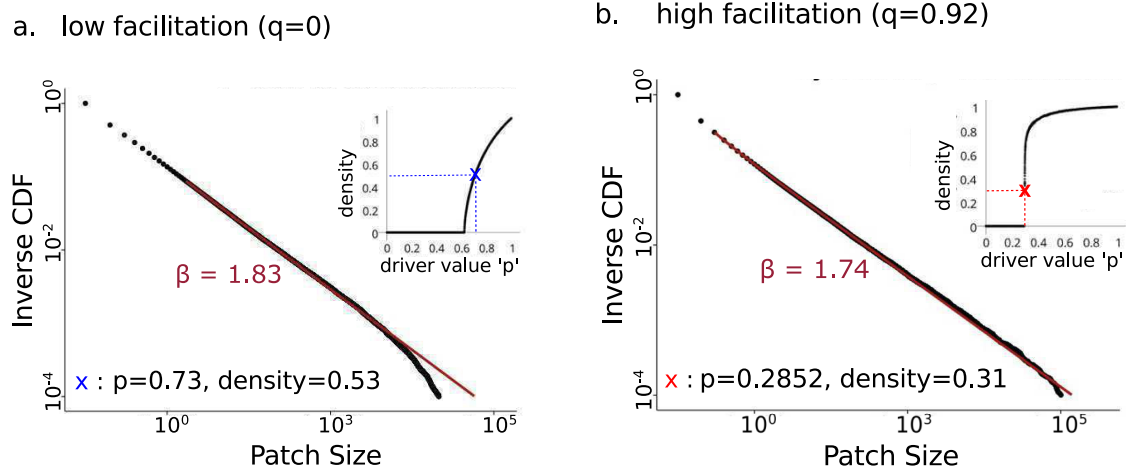 a. low facilitation (q=0)
Inverse CDF
10^0
10^-2
10^-4
10^0
10^3
10^5
Patch Size
β = 1.83
x : p=0.73, density=0.53
density
1
0.8
0.6
0.4
0.2
0
0 0.2 0.4 0.6 0.8 1
driver value 'p'
x
b. high facilitation (q=0.92)
Inverse CDF
10^0
10^-2
10^-4
10^0
10^3
10^5
Patch Size
β = 1.74
x : p=0.2852, density=0.31
density
1
0.8
0.6
0.4
0.2
0
0 0.2 0.4 0.6 0.8 1
driver value 'p'
x